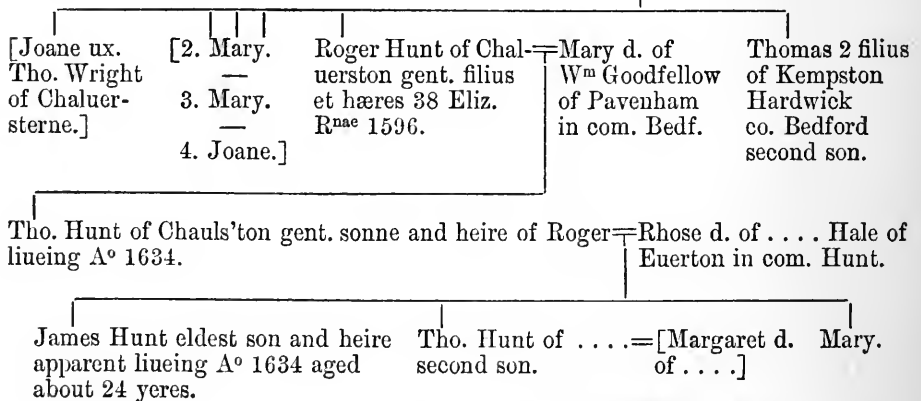 [Joane ux.
Tho. Wright
of Chaluer-
sterne.]
[2. Mary.
—
3. Mary.
—
4. Joane.]
Roger Hunt of Chal-
uerston gent. filius
et hæres 38 Eliz.
Rnae 1596.
=Mary d. of
Wm Goodfellow
of Pavenham
in com. Bedf.
Thomas 2 filius
of Kempston
Hardwick
co. Bedford
second son.
Tho. Hunt of Chauls'ton gent. sonne and heire of Roger=
liueing Ao 1634.
Rhose d. of . . . . Hale of
Euerton in com. Hunt.
James Hunt eldest son and heire
apparent liueing Ao 1634 aged
about 24 yeres.
Tho. Hunt of . . . .=
second son.
[Margaret d.
of . . . .]
Mary.